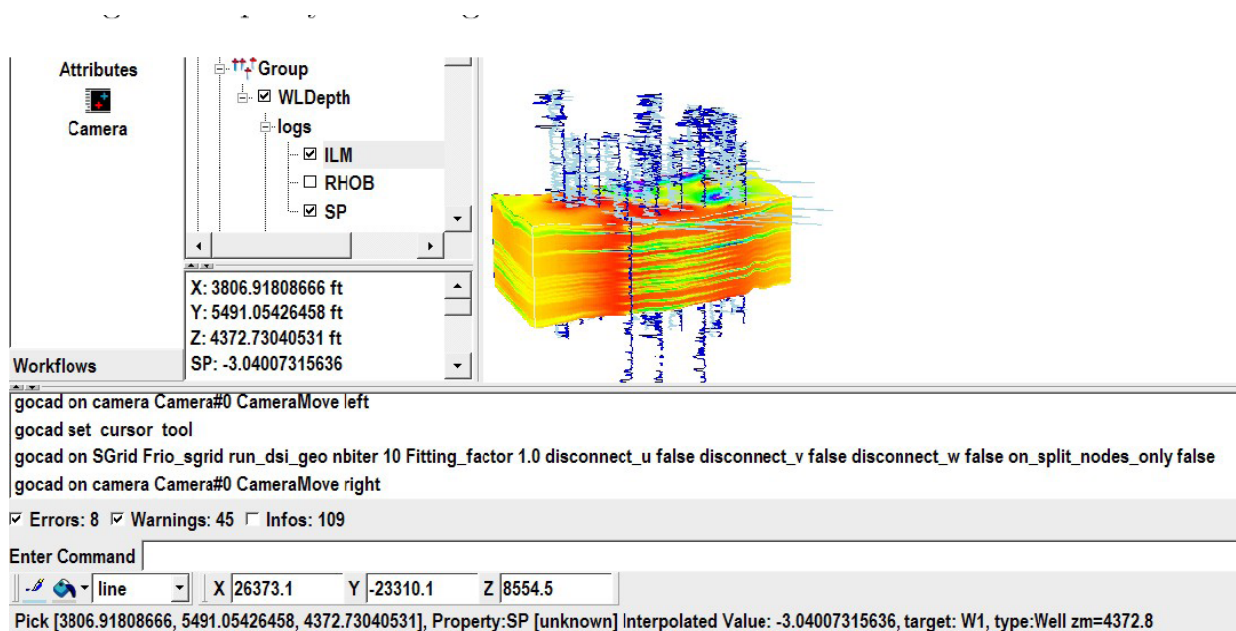 Attributes
Camera
Workflows
Group
WLDepth
logs
ILM
RHOB
SP
X: 3806.91808666 ft
Y: 5491.05426458 ft
Z: 4372.73040531 ft
SP: -3.04007315636
gocad on camera Camera#0 CameraMove left
gocad set_cursor_tool
gocad on SGrid Frio_sgrid run_dsi_geo nbiter 10 Fitting_factor 1.0 disconnect_u false disconnect_v false disconnect_w false on_split_nodes_only false
gocad on camera Camera#0 CameraMove right
Errors: 8 Warnings: 45 Infos: 109
Enter Command
line X 26373.1 Y -23310.1 Z 8554.5
Pick [3806.91808666, 5491.05426458, 4372.73040531], Property:SP [unknown] Interpolated Value: -3.04007315636, target: W1, type:Well zm=4372.8